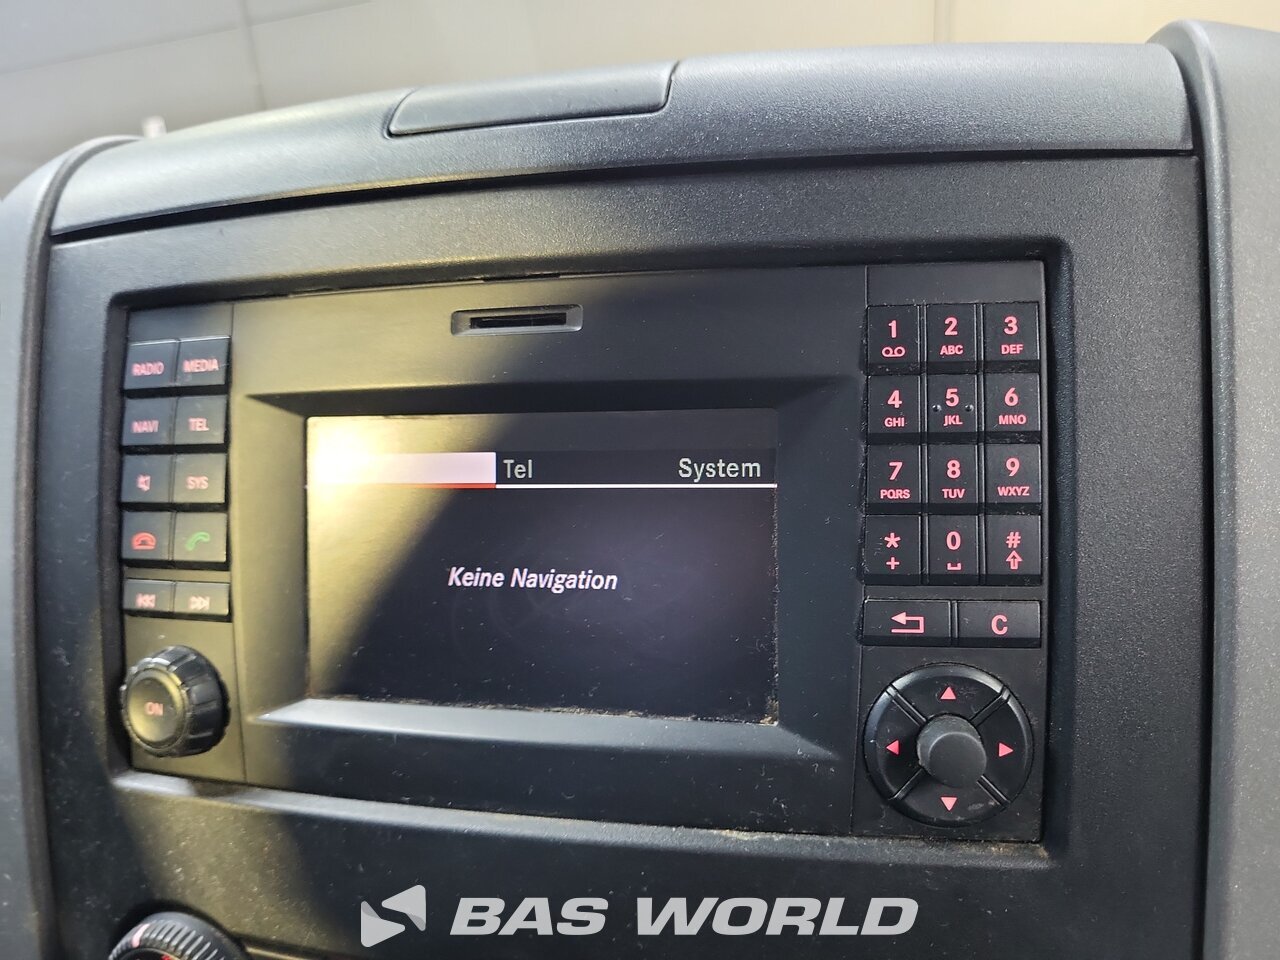 RADIO MEDIA
NAVI TEL
SYS
ON
Tel System
Keine Navigation
1 2 ABC 3 DEF
4 GHI 5 JKL 6 MNO
7 PQRS 8 TUV 9 WXYZ
* + 0 #
C
BAS WORLD